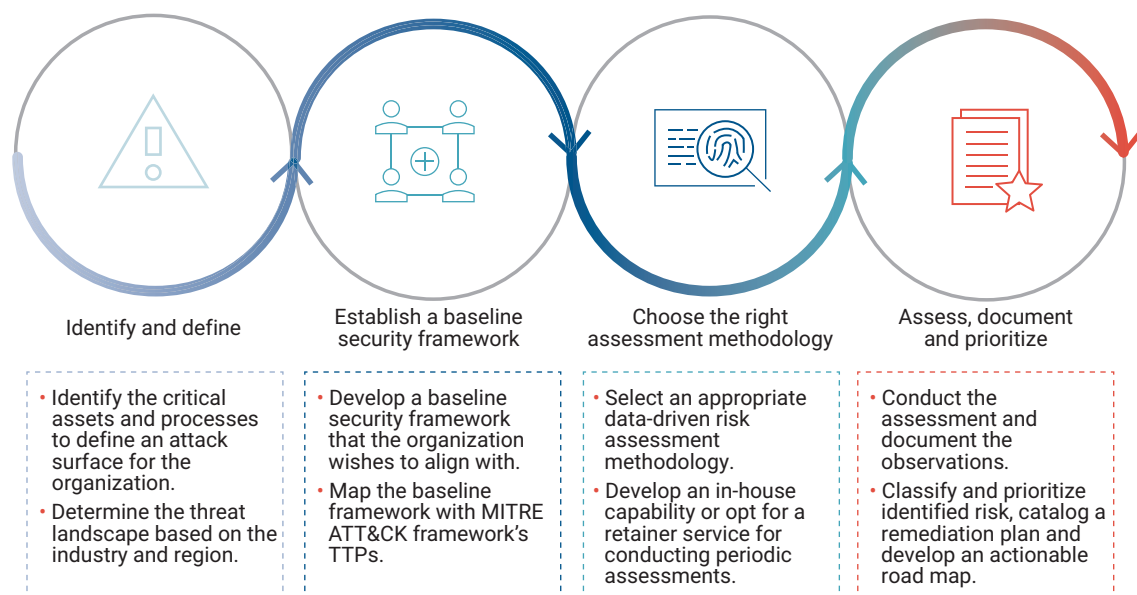 Identify and define
Establish a baseline
security framework
Choose the right
assessment methodology
Assess, document
and prioritize
• Identify the critical
assets and processes
to define an attack
surface for the
organization.
• Determine the threat
landscape based on the
industry and region.
• Develop a baseline
security framework
that the organization
wishes to align with.
• Map the baseline
framework with MITRE
ATT&CK framework's
TTPs.
• Select an appropriate
data-driven risk
assessment
methodology.
• Develop an in-house
capability or opt for a
retainer service for
conducting periodic
assessments.
• Conduct the
assessment and
document the
observations.
• Classify and prioritize
identified risk, catalog a
remediation plan and
develop an actionable
road map.